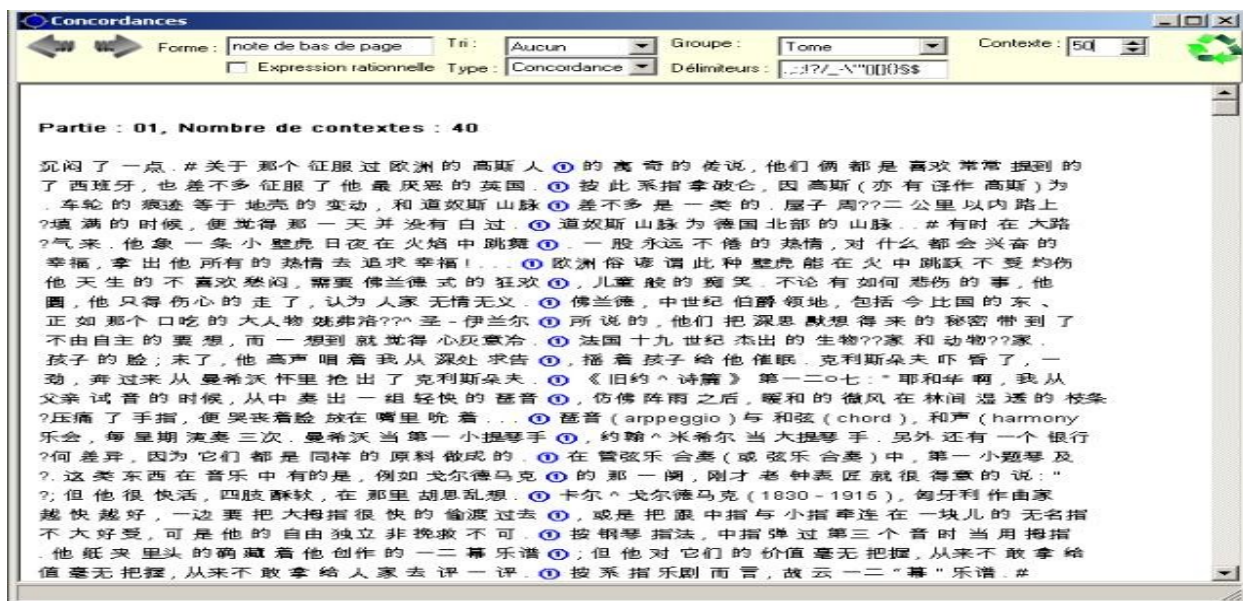 Concordances
Forme : note de bas de page Tri : Aucun Groupe : Tome Contexte : 50
Expression rationnelle Type : Concordance Délimiteurs : .,:;!?/_-\"'()[]{}§$
Partie : 01, Nombre de contextes : 40
沉闷了一点.#关于那个征服过欧洲的高斯人①的离奇的传说,他们俩都是喜欢常常提到的
了西班牙,也差不多征服了他最厌恶的英国.①按此系指拿破仑,因高斯(亦有译作高斯)为
.车轮的痕迹等于地壳的变动,和道奴斯山脉①差不多是一类的.屋子周??二公里以内路上
?填满的时候,便觉得那一天并没有白过.①道奴斯山脉为德国北部的山脉..#有时在大路
?气来.他象一条小壁虎日夜在火焰中跳舞①.一股永远不倦的热情,对什么都会兴奋的
幸福,拿出他所有的热情去追求幸福!...①欧洲俗谚谓此种壁虎能在火中跳跃不受灼伤
他天生的不喜欢愁闷,需要佛兰德式的狂欢①,儿童般的痴笑.不论有如何悲伤的事,他
圈,他只得伤心的走了,认为人家无情无义.①佛兰德,中世纪伯爵领地,包括今比国的东、
正如那个口吃的大人物姚弗洛??^圣-伊兰尔①所说的,他们把深思默想得来的秘密带到了
不由自主的要想,而一想到就觉得心灰意冷.①法国十九世纪杰出的生物??家和动物??家.
孩子的脸;末了,他高声唱着我从深处求告①,摇着孩子给他催眠.克利斯朵夫吓昏了,一
劲,奔过来从曼希沃怀里抢出了克利斯朵夫.①《旧约^诗篇》第一二○七:"耶和华啊,我从
父亲试音的时候,从中奏出一组轻快的琶音①,仿佛阵雨之后,暖和的微风在林间湿透的枝条
?压痛了手指,便哭丧着脸放在嘴里吮着...①琶音(arppeggio)与和弦(chord),和声(harmony
乐会,每星期演奏三次.曼希沃当第一小提琴手①,约翰^米希尔当大提琴手.另外还有一个银行
?何差异,因为它们都是同样的原料做成的.①在管弦乐合奏(或弦乐合奏)中,第一小题琴及
?.这类东西在音乐中有的是,例如戈尔德马克①的那一阕,刚才老钟表匠就很得意的说:"
?;但他很快活,四肢酥软,在那里胡思乱想.①卡尔^戈尔德马克(1830-1915),匈牙利作曲家
越快越好,一边要把大拇指很快的偷渡过去①,或是把跟中指与小指牵连在一块儿的无名指
不大好受,可是他的自由独立非挽救不可.①按钢琴指法,中指弹过第三个音时当用拇指
.他纸夹里头的确藏着他创作的一二幕乐谱①;但他对它们的价值毫无把握,从来不敢拿给
值毫无把握,从来不敢拿给人家去评一评.①按系指乐剧而言,故云一二"幕"乐谱.#